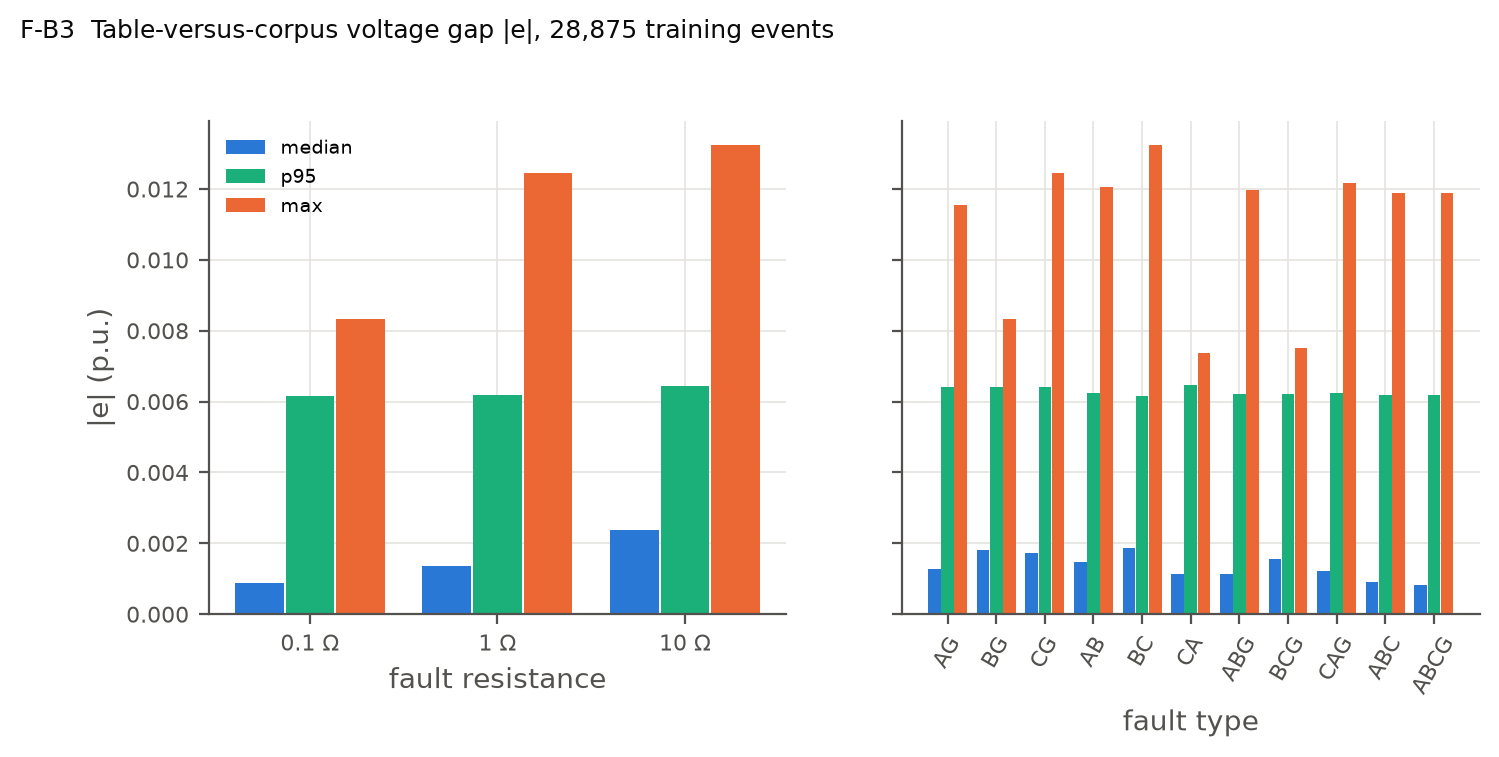 F-B3  Table-versus-corpus voltage gap |e|, 28,875 training events
median
p95
max
|e| (p.u.)
0.012
0.010
0.008
0.006
0.004
0.002
0.000
0.1 Ω
1 Ω
10 Ω
fault resistance
AG
BG
CG
AB
BC
CA
ABG
BCG
CAG
ABC
ABCG
fault type